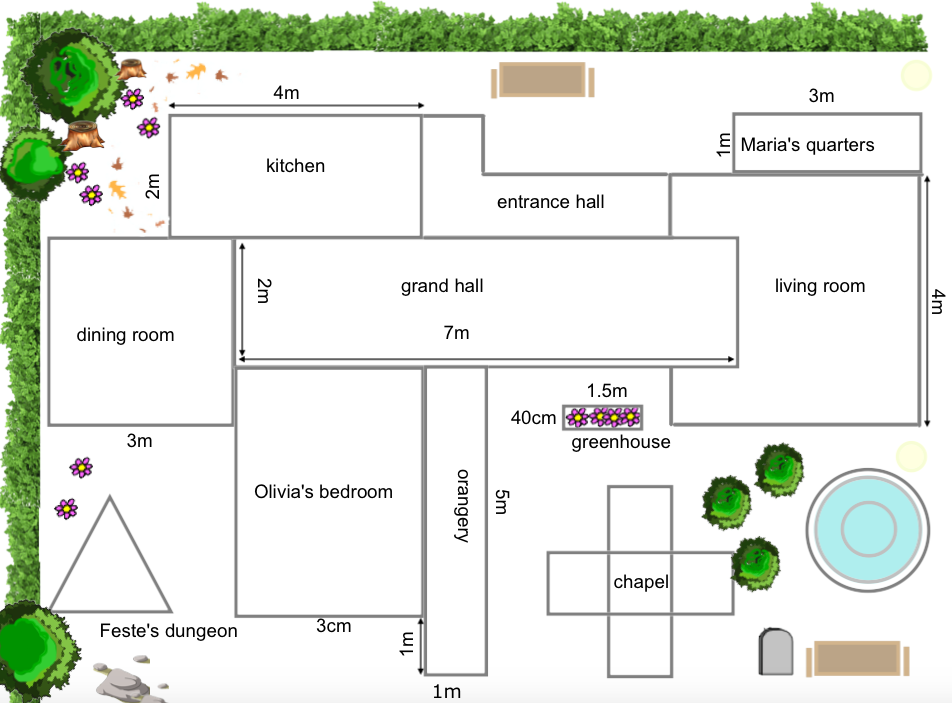 4m
3m
kitchen
1m
Maria's quarters
2m
entrance hall
grand hall
2m
living room
4m
dining room
7m
1.5m
40cm
greenhouse
3m
Olivia's bedroom
orangery
5m
chapel
Feste's dungeon
3cm
1m
1m